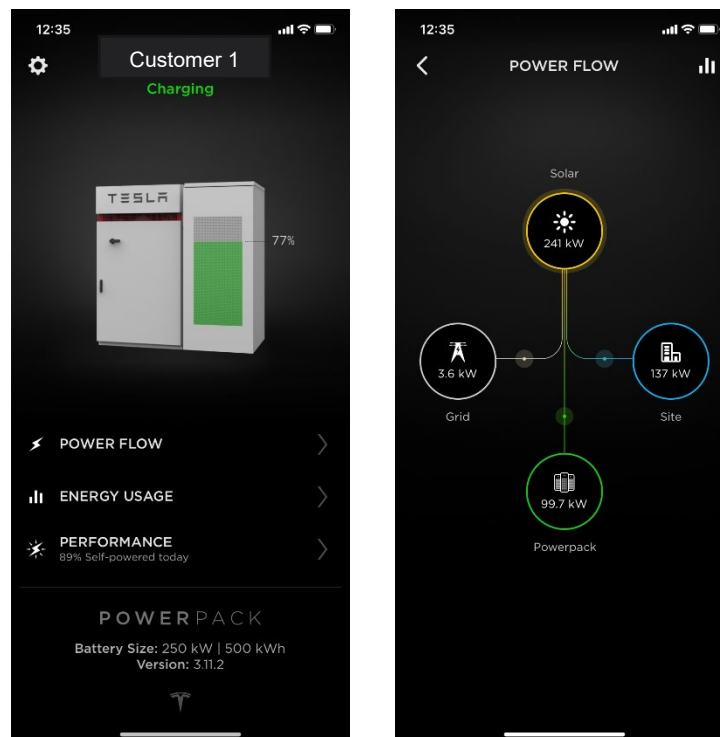 12:35
Customer 1
Charging
TESLA
77%
POWER FLOW
ENERGY USAGE
PERFORMANCE
89% Self-powered today
POWERPACK
Battery Size: 250 kW | 500 kWh
Version: 3.11.2
12:35
POWER FLOW
Solar
241 kW
3.6 kW
137 kW
Grid
Site
99.7 kW
Powerpack